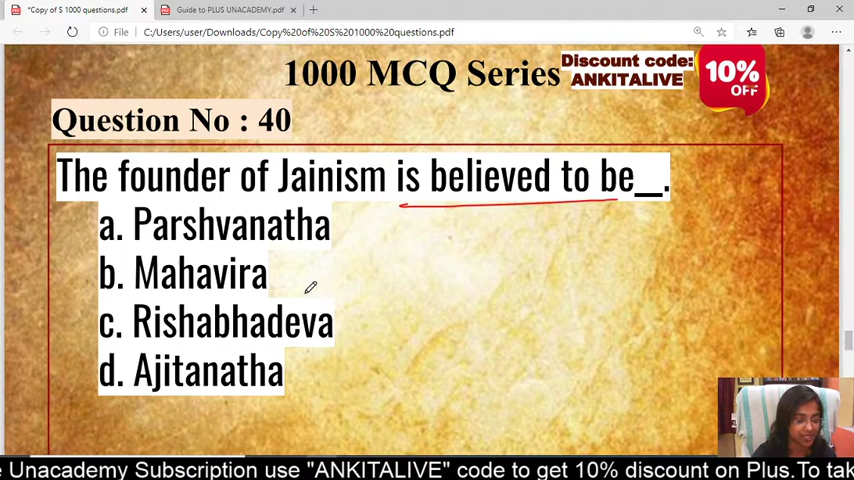 *Copy of S 1000 questions.pdf
Guide to PLUS UNACADEMY.pdf
File
C:/Users/user/Downloads/Copy%20of%20S%201000%20questions.pdf
1000 MCQ Series
Discount code:
ANKITALIVE
10%
OFF
Question No : 40
The founder of Jainism is believed to be__.
a. Parshvanatha
b. Mahavira
c. Rishabhadeva
d. Ajitanatha
e Unacademy Subscription use "ANKITALIVE" code to get 10% discount on Plus.To tak